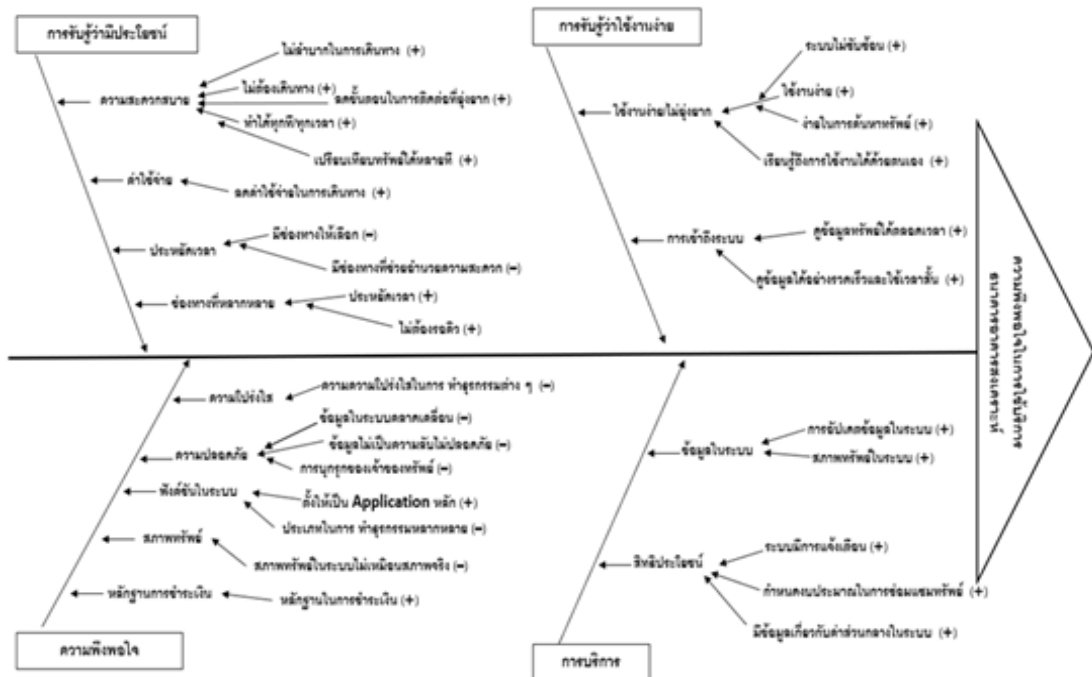 การรับรู้ว่ามีประโยชน์
ไม่ลำบากในการเดินทาง (+)
ความสะดวกสบาย
ไม่ต้องเดินทาง (+)
ลดขั้นตอนในการติดต่อที่ยุ่งยาก (+)
ทำได้ทุกที่/ทุกเวลา (+)
เปรียบเทียบทรัพย์ได้หลายที่ (+)
ค่าใช้จ่าย
ลดค่าใช้จ่ายในการเดินทาง (+)
ประหยัดเวลา
มีช่องทางให้เลือก (−)
มีช่องทางที่ช่วยอำนวยความสะดวก (−)
ช่องทางที่หลากหลาย
ประหยัดเวลา (+)
ไม่ต้องรอคิว (+)
การรับรู้ว่าใช้งานง่าย
ระบบไม่ซับซ้อน (+)
ใช้งานง่ายไม่ยุ่งยาก
ใช้งานง่าย (+)
ง่ายในการค้นหาทรัพย์ (+)
เรียนรู้ถึงการใช้งานได้ด้วยตนเอง (+)
การเข้าถึงระบบ
ดูข้อมูลทรัพย์ได้ตลอดเวลา (+)
ดูข้อมูลได้อย่างรวดเร็วและใช้เวลาสั้น (+)
ความพึงพอใจในการใช้บริการ
ธนาคารอาคารสงเคราะห์
ความโปร่งใส
ความความโปร่งใสในการ ทำธุรกรรมต่าง ๆ (−)
ความปลอดภัย
ข้อมูลในระบบคลาดเคลื่อน (−)
ข้อมูลไม่เป็นความลับไม่ปลอดภัย (−)
การบุกรุกของเจ้าของทรัพย์ (−)
ฟังค์ชันในระบบ
ตั้งให้เป็น Application หลัก (+)
ประเภทในการ ทำธุรกรรมหลากหลาย (−)
สภาพทรัพย์
สภาพทรัพย์ในระบบไม่เหมือนสภาพจริง (−)
หลักฐานการชำระเงิน
หลักฐานในการชำระเงิน (+)
ความพึงพอใจ
ข้อมูลในระบบ
การอัปเดตข้อมูลในระบบ (+)
สภาพทรัพย์ในระบบ (+)
สิทธิประโยชน์
ระบบมีการแจ้งเตือน (+)
กำหนดงบประมาณในการซ่อมแซมทรัพย์ (+)
มีข้อมูลเกี่ยวกับค่าส่วนกลางในระบบ (+)
การบริการ